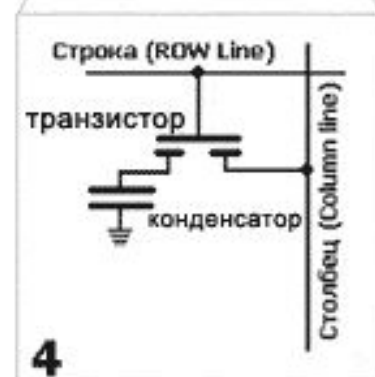 Строка (ROW Line)
транзистор
конденсатор
Столбец (Column line)
4